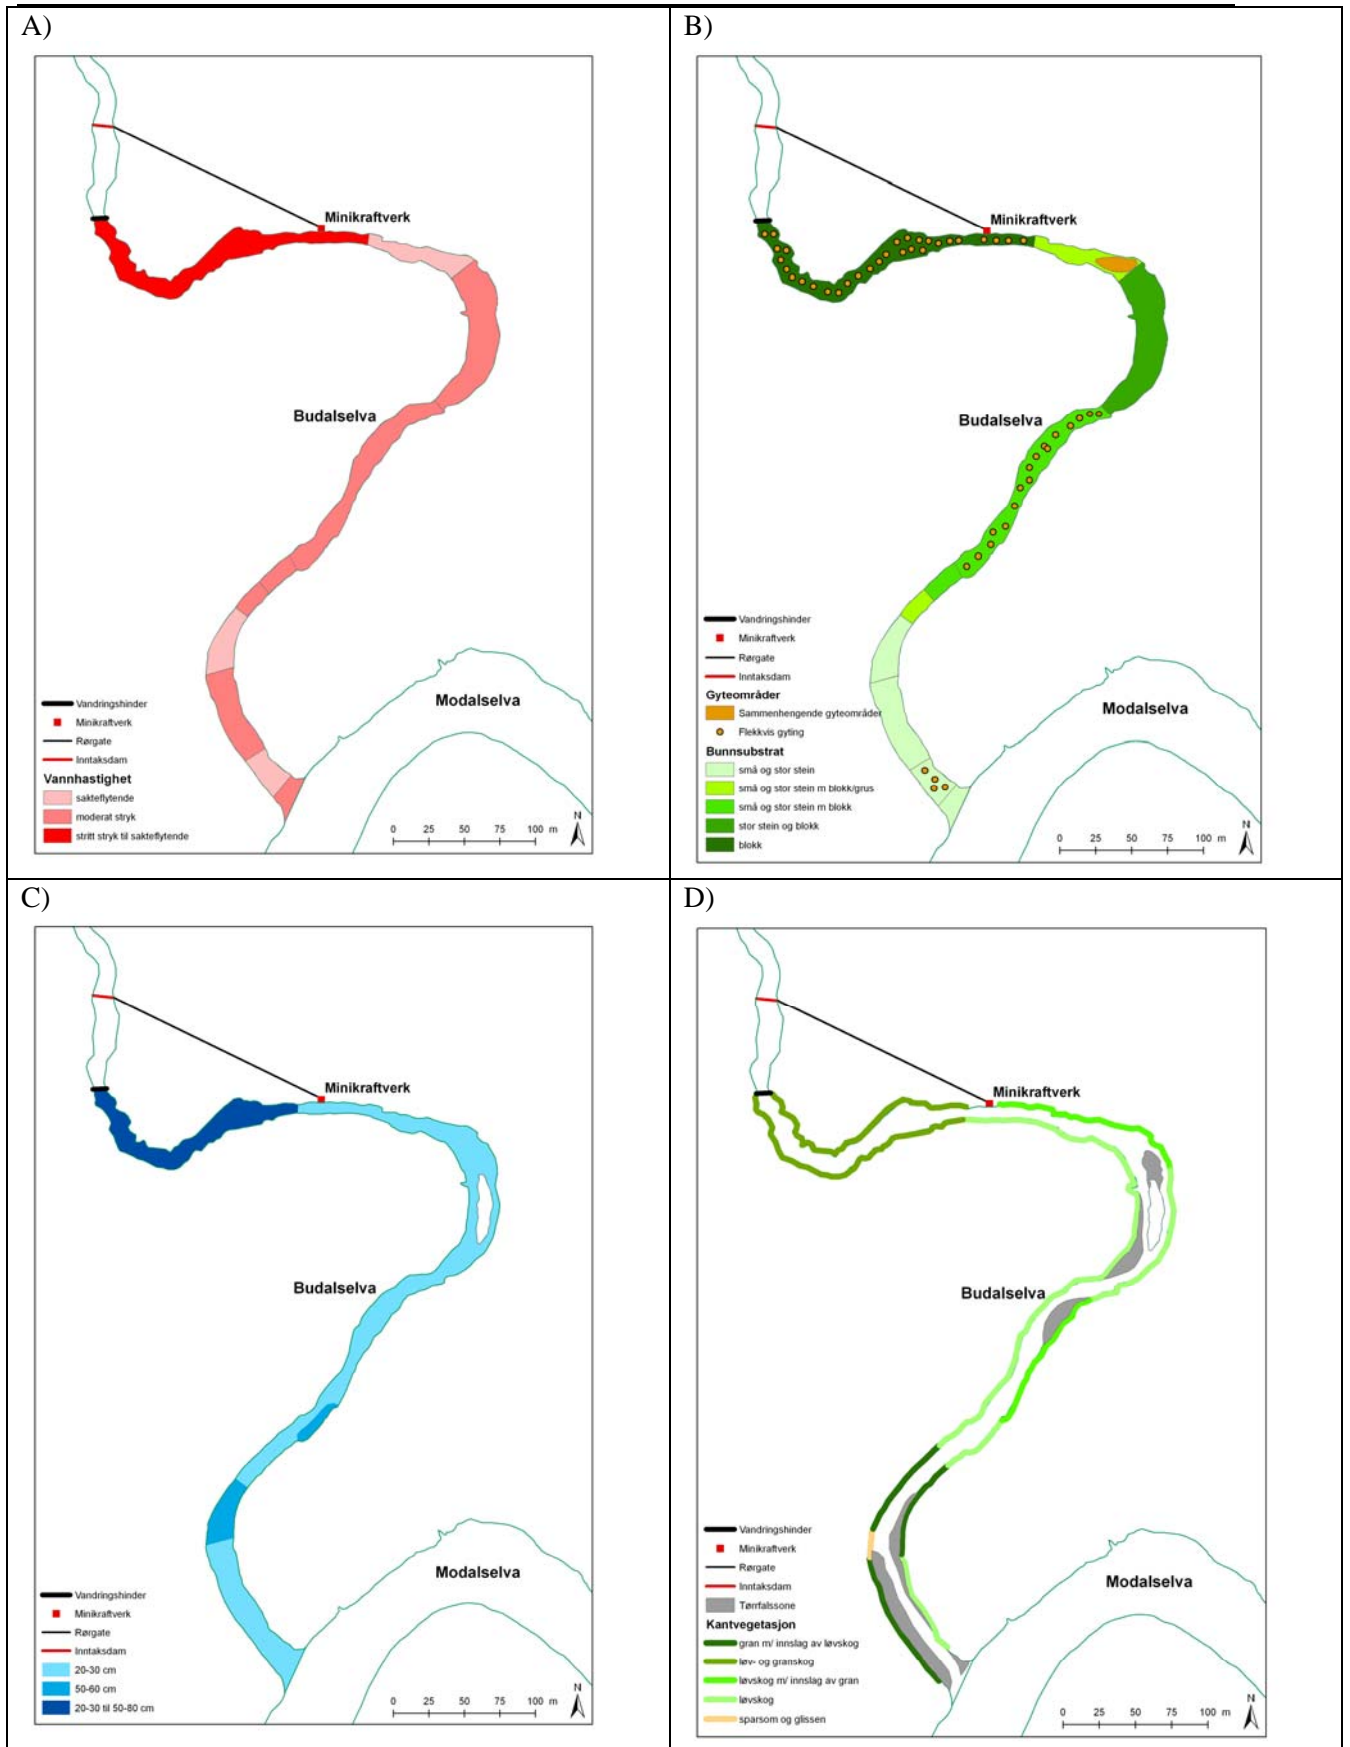 A)
Minikraftverk
Budalselva
Modalselva
Vandringshinder
Minikraftverk
Rørgate
Inntaksdam
Vannhastighet
sakteflytende
moderat stryk
stritt stryk til sakteflytende
0 25 50 75 100 m
N
B)
Minikraftverk
Budalselva
Modalselva
Vandringshinder
Minikraftverk
Rørgate
Inntaksdam
Gyteområder
Sammenhengende gyteområder
Flekkvis gyting
Bunnsubstrat
små og stor stein
små og stor stein m blokk/grus
små og stor stein m blokk
stor stein og blokk
blokk
0 25 50 75 100 m
N
C)
Minikraftverk
Budalselva
Modalselva
Vandringshinder
Minikraftverk
Rørgate
Inntaksdam
20-30 cm
50-60 cm
20-30 til 50-80 cm
0 25 50 75 100 m
N
D)
Minikraftverk
Budalselva
Modalselva
Vandringshinder
Minikraftverk
Rørgate
Inntaksdam
Tørrfallssone
Kantvegetasjon
gran m/ innslag av løvskog
løv- og granskog
løvskog m/ innslag av gran
løvskog
sparsom og glissen
0 25 50 75 100 m
N